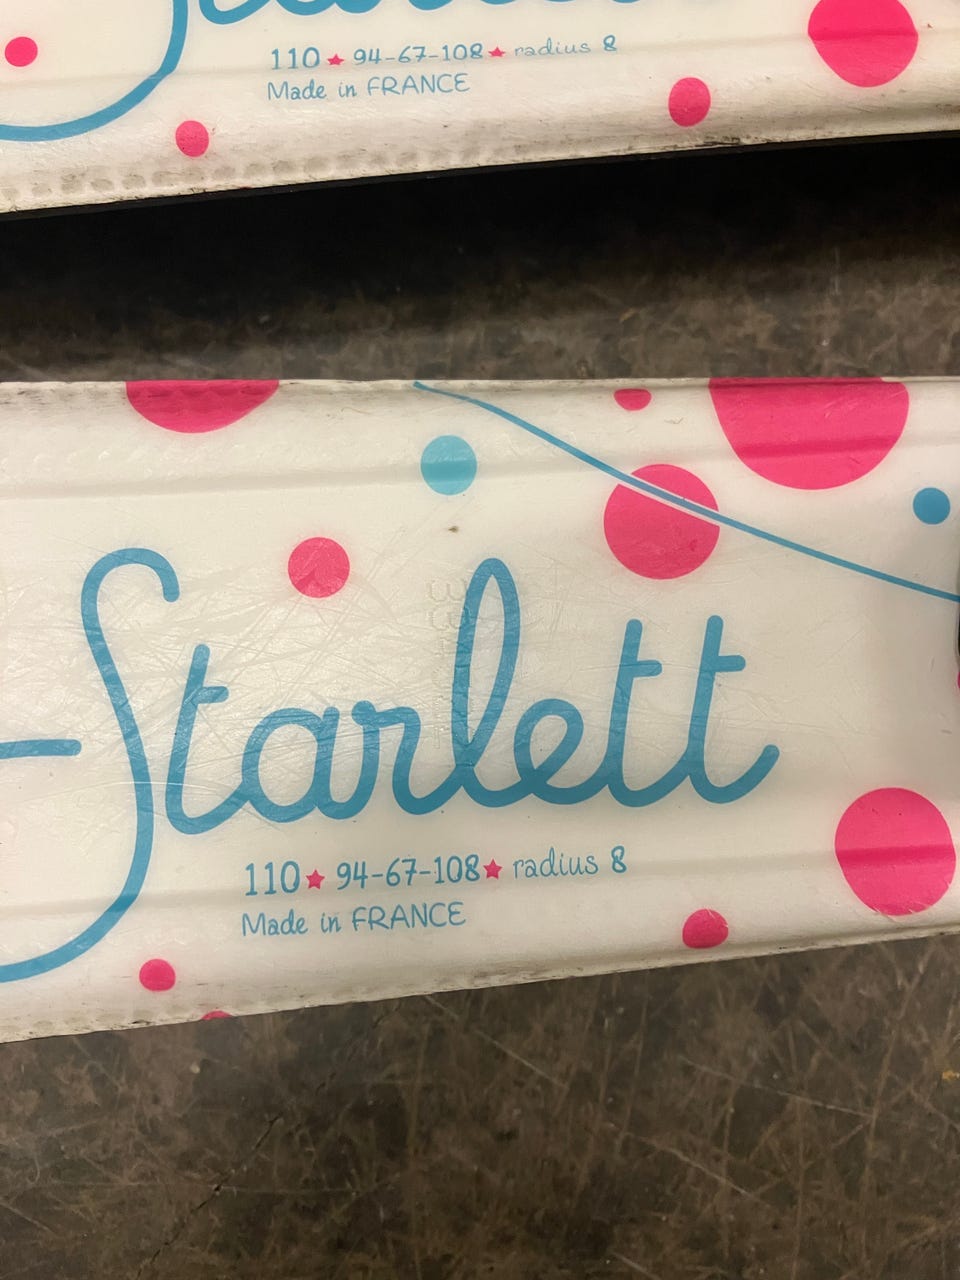 110 ★ 94-67-108 ★ radius 8
Made in FRANCE
Starlett
110 ★ 94-67-108 ★ radius 8
Made in FRANCE